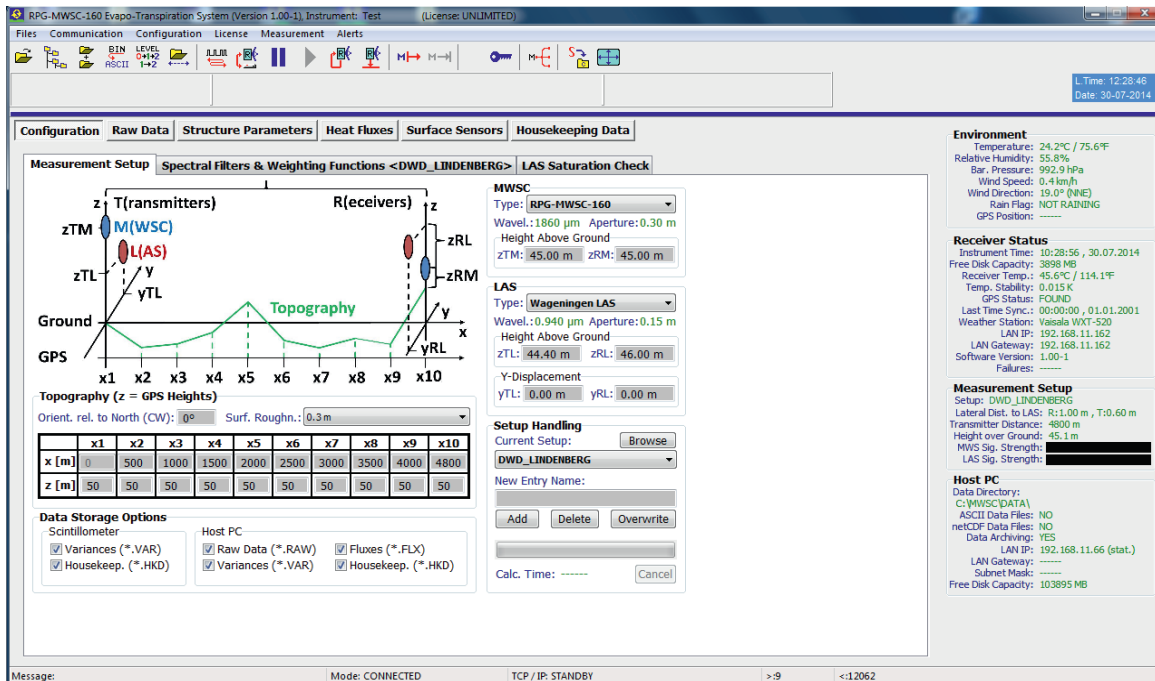 RPG-MWSC-160 Evapo-Transpiration System (Version 1.00-1), Instrument: Test (License: UNLIMITED)
Files Communication Configuration License Measurement Alerts
BIN ASCII
LEVEL 0→1→2 1→2
M M M
S
L.Time: 12:28:46
Date: 30-07-2014
Configuration Raw Data Structure Parameters Heat Fluxes Surface Sensors Housekeeping Data
Measurement Setup Spectral Filters & Weighting Functions <DWD_LINDENBERG> LAS Saturation Check
z T(ransmitters) R(eceivers) z
zTM M(WSC)
L(AS) zRL
zTL y zRM
yTL
Topography y
Ground x
GPS yRL
x1 x2 x3 x4 x5 x6 x7 x8 x9 x10
Topography (z = GPS Heights)
Orient. rel. to North (CW): 0° Surf. Roughn.: 0.3 m
x1 x2 x3 x4 x5 x6 x7 x8 x9 x10
x [m] 0 500 1000 1500 2000 2500 3000 3500 4000 4800
z [m] 50 50 50 50 50 50 50 50 50 50
Data Storage Options
Scintillometer
Variances (*.VAR)
Housekeep. (*.HKD)
Host PC
Raw Data (*.RAW) Fluxes (*.FLX)
Variances (*.VAR) Housekeep. (*.HKD)
MWSC
Type: RPG-MWSC-160
Wavel.: 1860 µm Aperture: 0.30 m
Height Above Ground
zTM: 45.00 m zRM: 45.00 m
LAS
Type: Wageningen LAS
Wavel.: 0.940 µm Aperture: 0.15 m
Height Above Ground
zTL: 44.40 m zRL: 46.00 m
Y-Displacement
yTL: 0.00 m yRL: 0.00 m
Setup Handling
Current Setup: Browse
DWD_LINDENBERG
New Entry Name:
Add Delete Overwrite
Calc. Time: ------ Cancel
Environment
Temperature: 24.2°C / 75.6°F
Relative Humidity: 55.8%
Bar. Pressure: 992.9 hPa
Wind Speed: 0.4 km/h
Wind Direction: 19.0° (NNE)
Rain Flag: NOT RAINING
GPS Position: ------
Receiver Status
Instrument Time: 10:28:56 , 30.07.2014
Free Disk Capacity: 3898 MB
Receiver Temp.: 45.6°C / 114.1°F
Temp. Stability: 0.015 K
GPS Status: FOUND
Last Time Sync.: 00:00:00 , 01.01.2001
Weather Station: Vaisala WXT-520
LAN IP: 192.168.11.162
LAN Gateway: 192.168.11.162
Software Version: 1.00-1
Failures: ------
Measurement Setup
Setup: DWD_LINDENBERG
Lateral Dist. to LAS: R:1.00 m , T:0.60 m
Transmitter Distance: 4800 m
Height over Ground: 45.1 m
MWS Sig. Strength:
LAS Sig. Strength:
Host PC
Data Directory:
C:\MWSC\DATA\
ASCII Data Files: NO
netCDF Data Files: NO
Data Archiving: YES
LAN IP: 192.168.11.66 (stat.)
LAN Gateway: ------
Subnet Mask: ------
Free Disk Capacity: 103895 MB
Message: Mode: CONNECTED TCP / IP: STANDBY >:9 <:12062